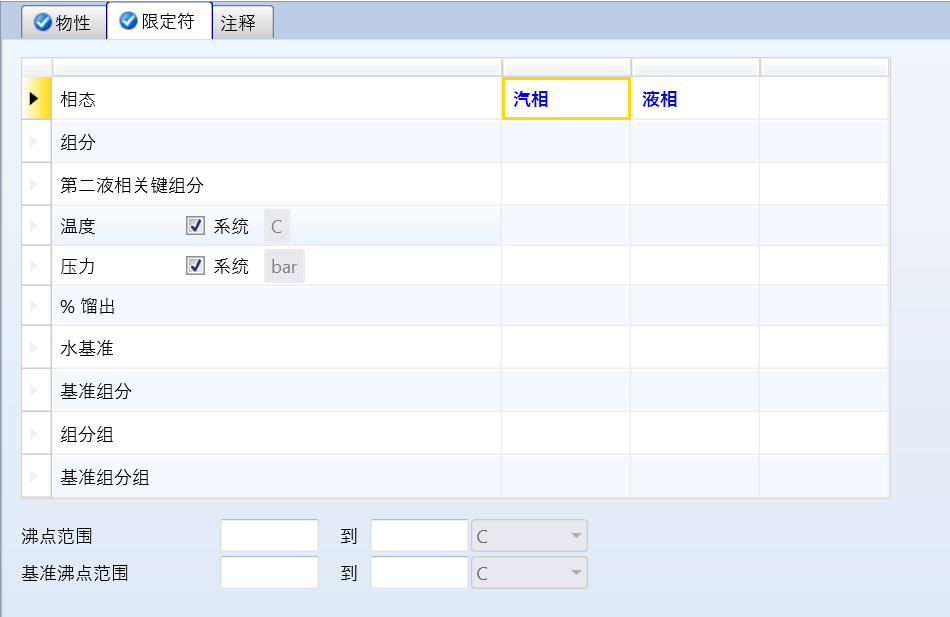 物性 限定符 注释
相态 汽相 液相
组分
第二液相关键组分
温度 系统 C
压力 系统 bar
% 馏出
水基准
基准组分
组分组
基准组分组
沸点范围 到 C
基准沸点范围 到 C